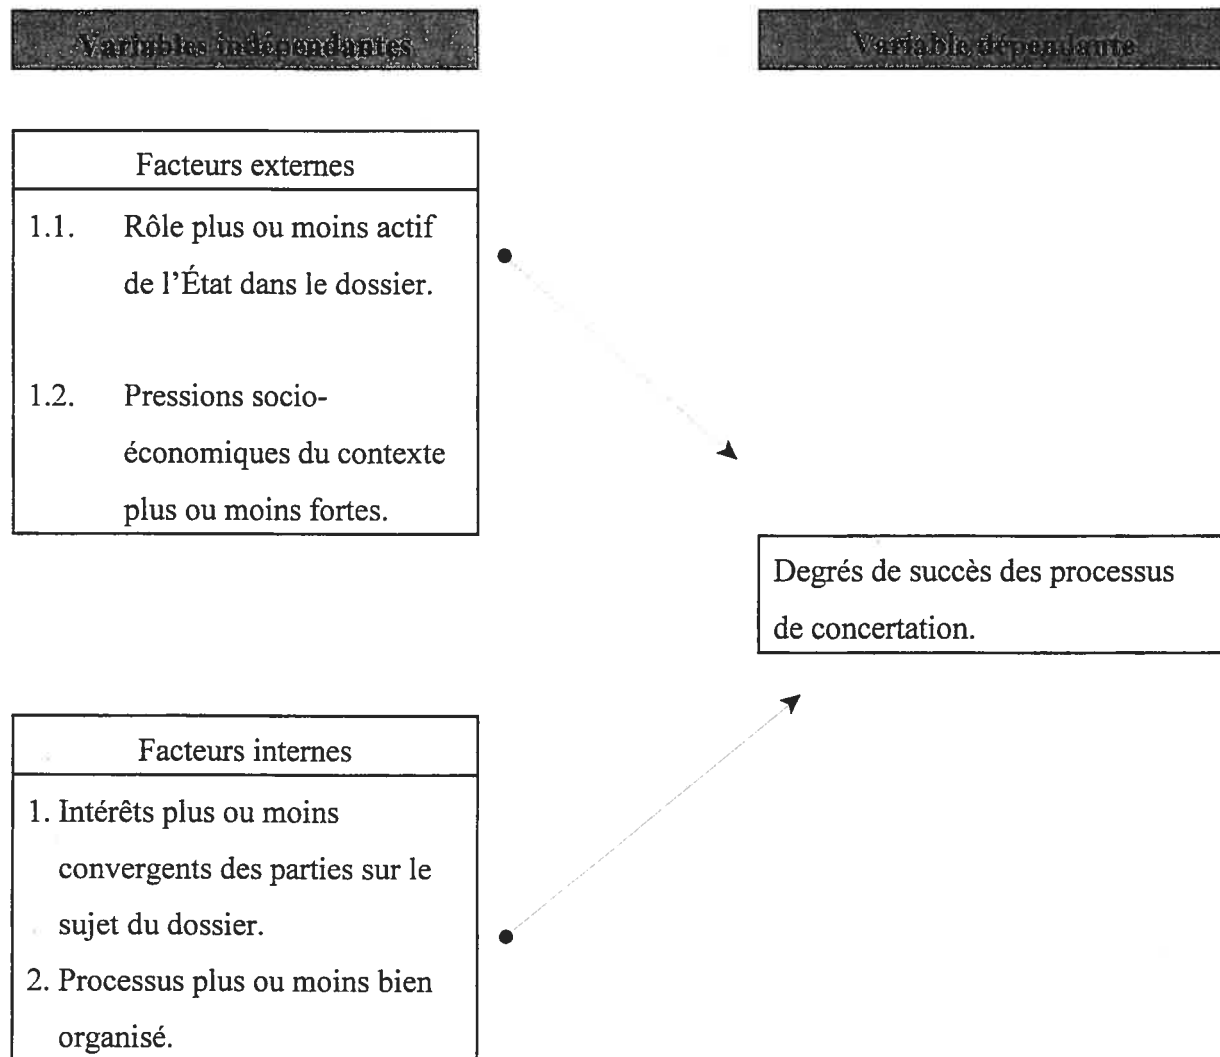 Variables indépendantes
Variable dépendante
Facteurs externes
1.1. Rôle plus ou moins actif
de l'État dans le dossier.
1.2. Pressions socio-
économiques du contexte
plus ou moins fortes.
Degrés de succès des processus
de concertation.
Facteurs internes
1. Intérêts plus ou moins
convergents des parties sur le
sujet du dossier.
2. Processus plus ou moins bien
organisé.